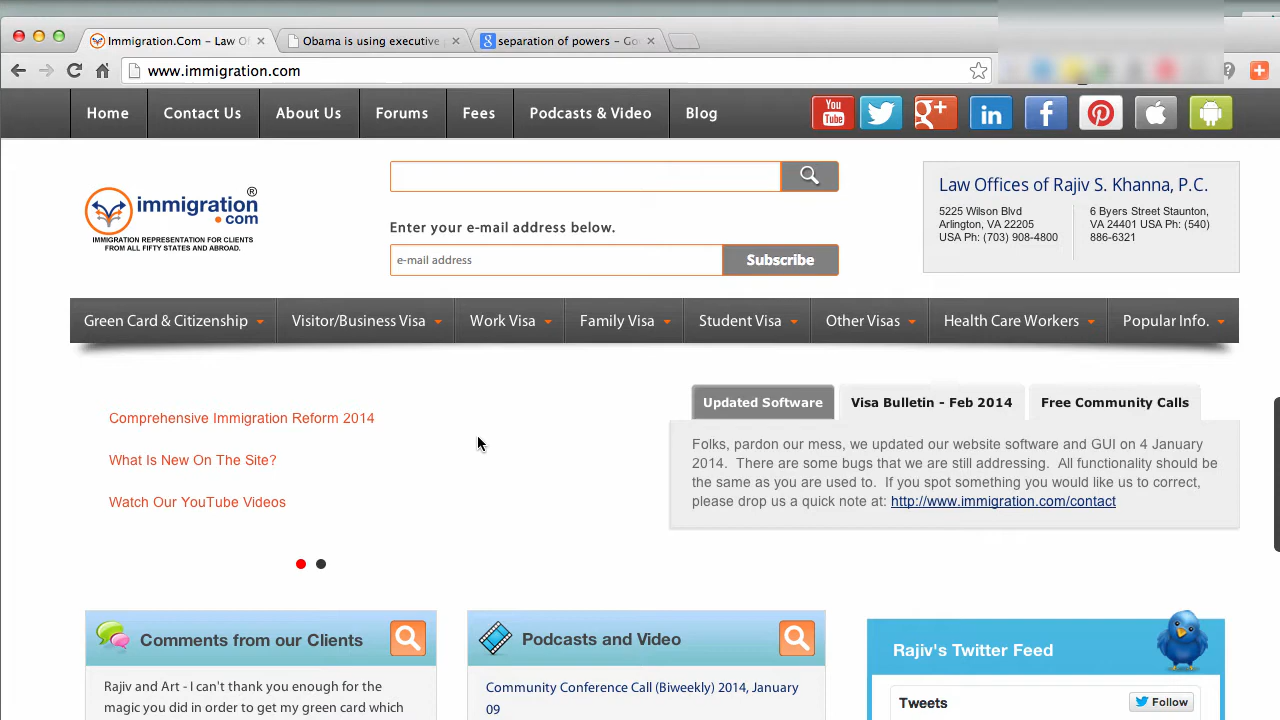 Immigration.Com – Law Of
Obama is using executive
separation of powers – Go
www.immigration.com
Home
Contact Us
About Us
Forums
Fees
Podcasts & Video
Blog
You
Tube
g+
in
f
immigration®
.com
IMMIGRATION REPRESENTATION FOR CLIENTS
FROM ALL FIFTY STATES AND ABROAD.
Enter your e-mail address below.
e-mail address
Subscribe
Law Offices of Rajiv S. Khanna, P.C.
5225 Wilson Blvd
Arlington, VA 22205
USA Ph: (703) 908-4800
6 Byers Street Staunton,
VA 24401 USA Ph: (540)
886-6321
Green Card & Citizenship
Visitor/Business Visa
Work Visa
Family Visa
Student Visa
Other Visas
Health Care Workers
Popular Info.
Comprehensive Immigration Reform 2014
What Is New On The Site?
Watch Our YouTube Videos
Updated Software
Visa Bulletin - Feb 2014
Free Community Calls
Folks, pardon our mess, we updated our website software and GUI on 4 January
2014. There are some bugs that we are still addressing. All functionality should be
the same as you are used to. If you spot something you would like us to correct,
please drop us a quick note at: http://www.immigration.com/contact
Comments from our Clients
Rajiv and Art - I can't thank you enough for the
magic you did in order to get my green card which
Podcasts and Video
Community Conference Call (Biweekly) 2014, January
09
Rajiv's Twitter Feed
Tweets
Follow